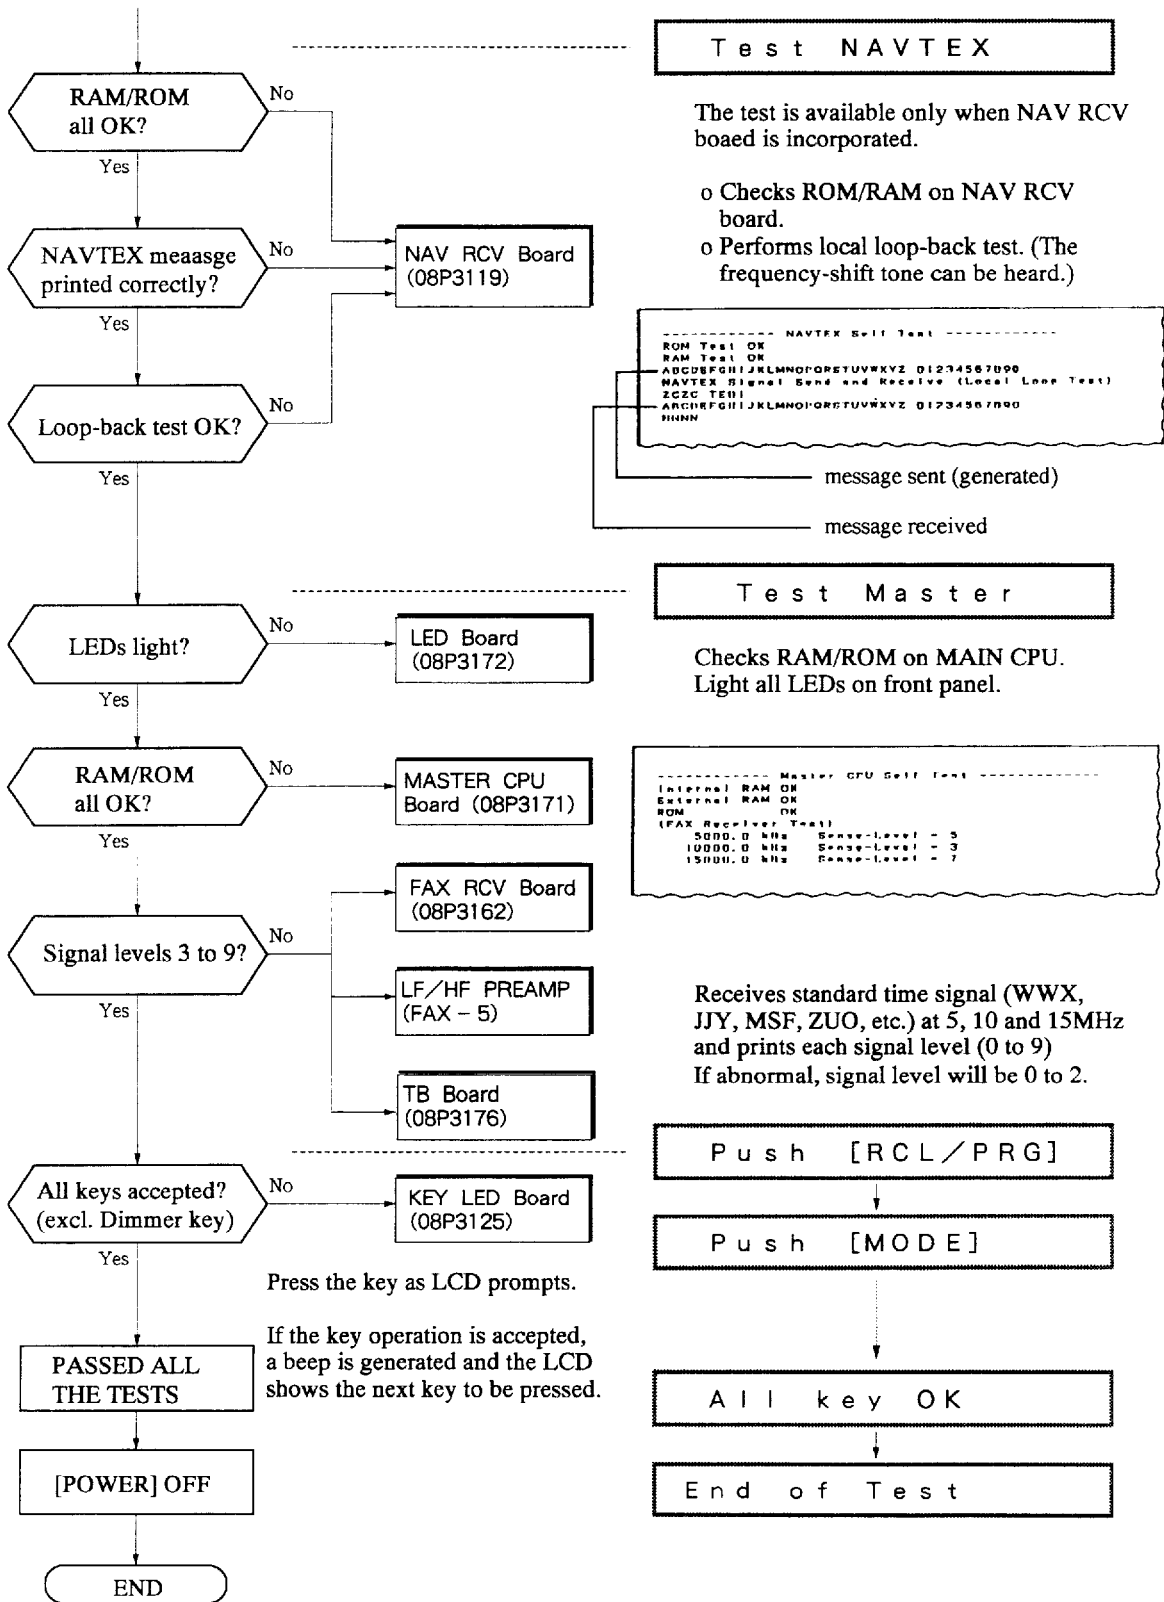 Test NAVTEX
RAM/ROM
all OK?
No
Yes
The test is available only when NAV RCV
boaed is incorporated.
o Checks ROM/RAM on NAV RCV
board.
o Performs local loop-back test. (The
frequency-shift tone can be heard.)
NAVTEX meaasge
printed correctly?
No
Yes
NAV RCV Board
(08P3119)
Loop-back test OK?
Yes
------------ NAVTEX Self Test ------------
ROM Test OK
RAM Test OK
ABCDEFGHIJKLMNOPQRSTUVWXYZ 01234567890
NAVTEX Signal Send and Receive (Local Loop Test)
ZCZC
ABCDEFGHIJKLMNOPQRSTUVWXYZ 01234567890
NNNN
message sent (generated)
message received
Test Master
LEDs light?
No
Yes
LED Board
(08P3172)
Checks RAM/ROM on MAIN CPU.
Light all LEDs on front panel.
RAM/ROM
all OK?
No
Yes
MASTER CPU
Board (08P3171)
------------ Master CPU Self Test ------------
Internal RAM OK
External RAM OK
ROM OK
(FAX Receiver Test)
5000.0 kHz Sense-Level = 5
10000.0 kHz Sense-Level = 3
15000.0 kHz Sense-Level = 7
Signal levels 3 to 9?
No
Yes
FAX RCV Board
(08P3162)
LF/HF PREAMP
(FAX-5)
TB Board
(08P3176)
Receives standard time signal (WWX,
JJY, MSF, ZUO, etc.) at 5, 10 and 15MHz
and prints each signal level (0 to 9)
If abnormal, signal level will be 0 to 2.
All keys accepted?
(excl. Dimmer key)
No
Yes
KEY LED Board
(08P3125)
Push [RCL/PRG]
Push [MODE]
Press the key as LCD prompts.
If the key operation is accepted,
a beep is generated and the LCD
shows the next key to be pressed.
All key OK
End of Test
PASSED ALL
THE TESTS
[POWER] OFF
END